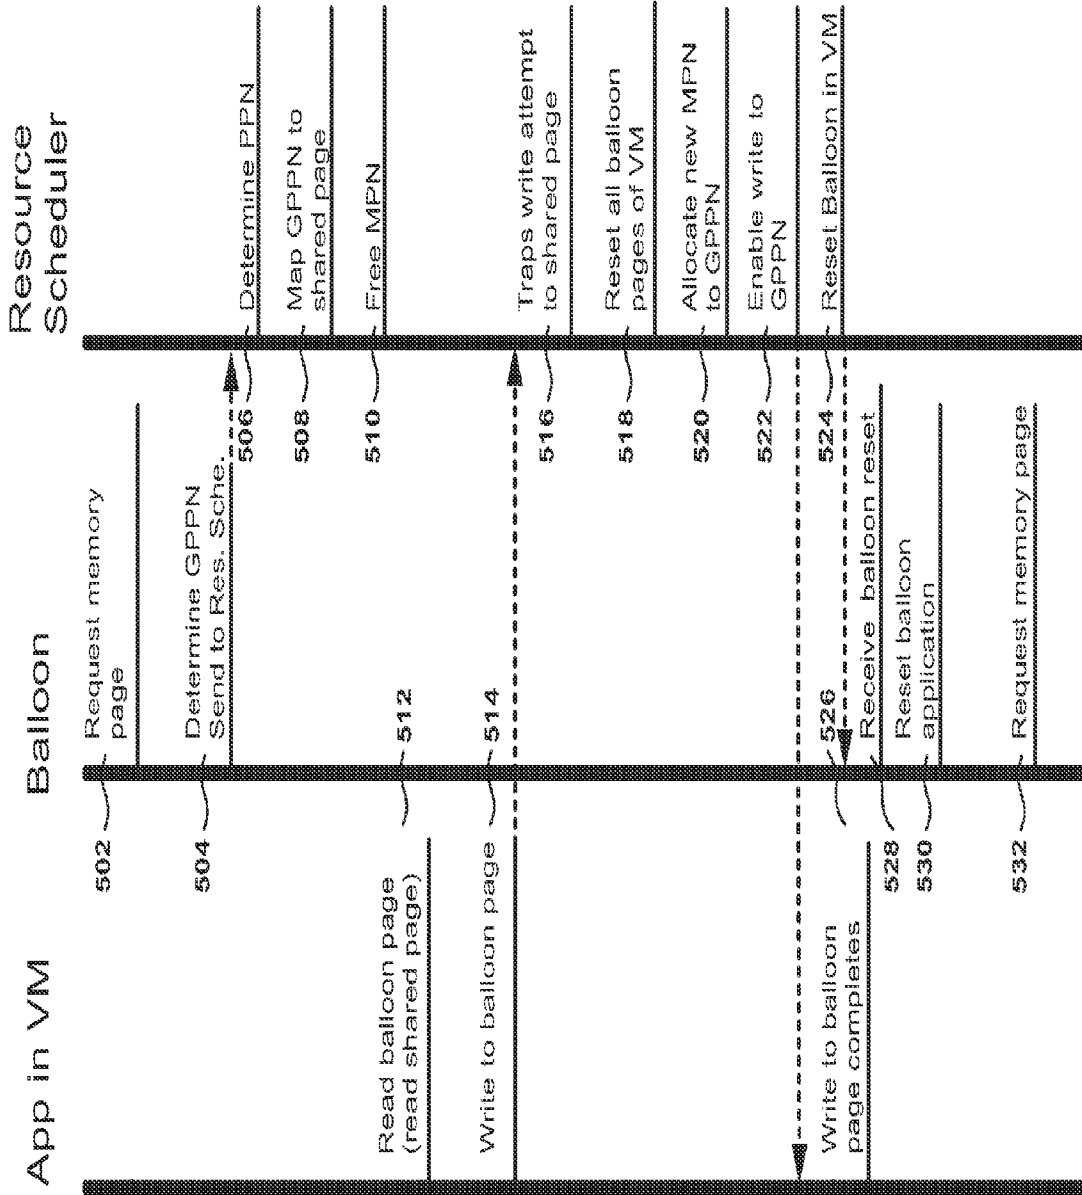 App in VM
Balloon
Resource
Scheduler
502
Request memory
page
504
Determine GPPN
Send to Res. Sche.
506
Determine PPN
508
Map GPPN to
shared page
510
Free MPN
512
Read balloon page
(read shared page)
514
Write to balloon page
516
Traps write attempt
to shared page
518
Reset all balloon
pages of VM
520
Allocate new MPN
to GPPN
522
Enable write to
GPPN
524
Reset Balloon in VM
526
Write to balloon
page completes
528
Receive balloon reset
530
Reset balloon
application
532
Request memory page